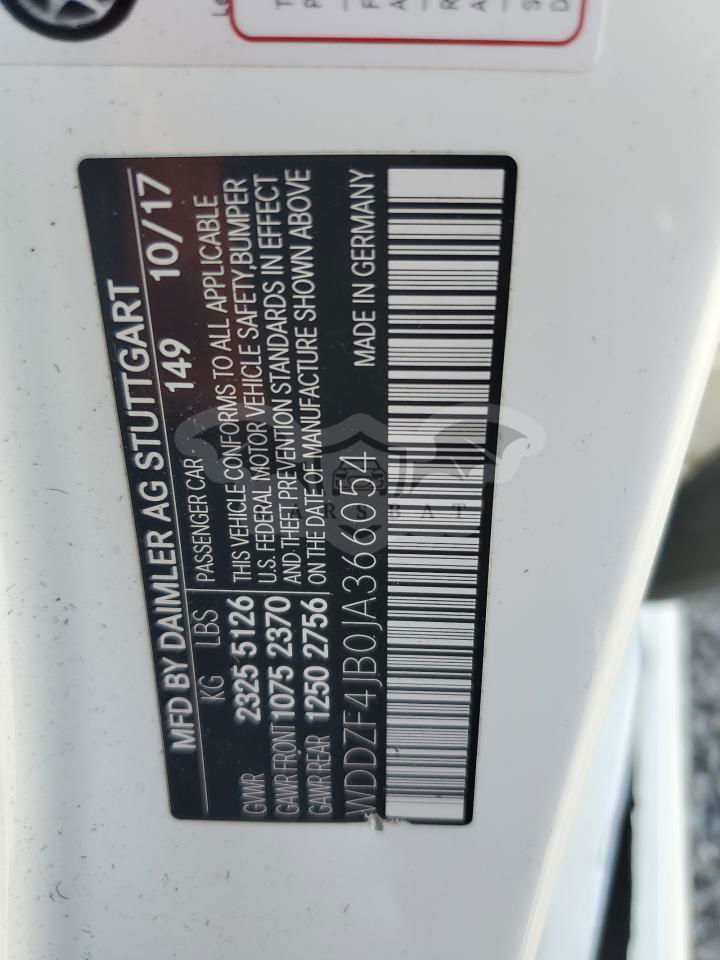 MFD BY DAIMLER AG STUTTGART
149 10/17
KG LBS PASSENGER CAR
GVWR 2325 5126 THIS VEHICLE CONFORMS TO ALL APPLICABLE
GAWR FRONT 1075 2370 U.S. FEDERAL MOTOR VEHICLE SAFETY,BUMPER
GAWR REAR 1250 2756 AND THEFT PREVENTION STANDARDS IN EFFECT
ON THE DATE OF MANUFACTURE SHOWN ABOVE
WDDZF4JB0JA366054 MADE IN GERMANY